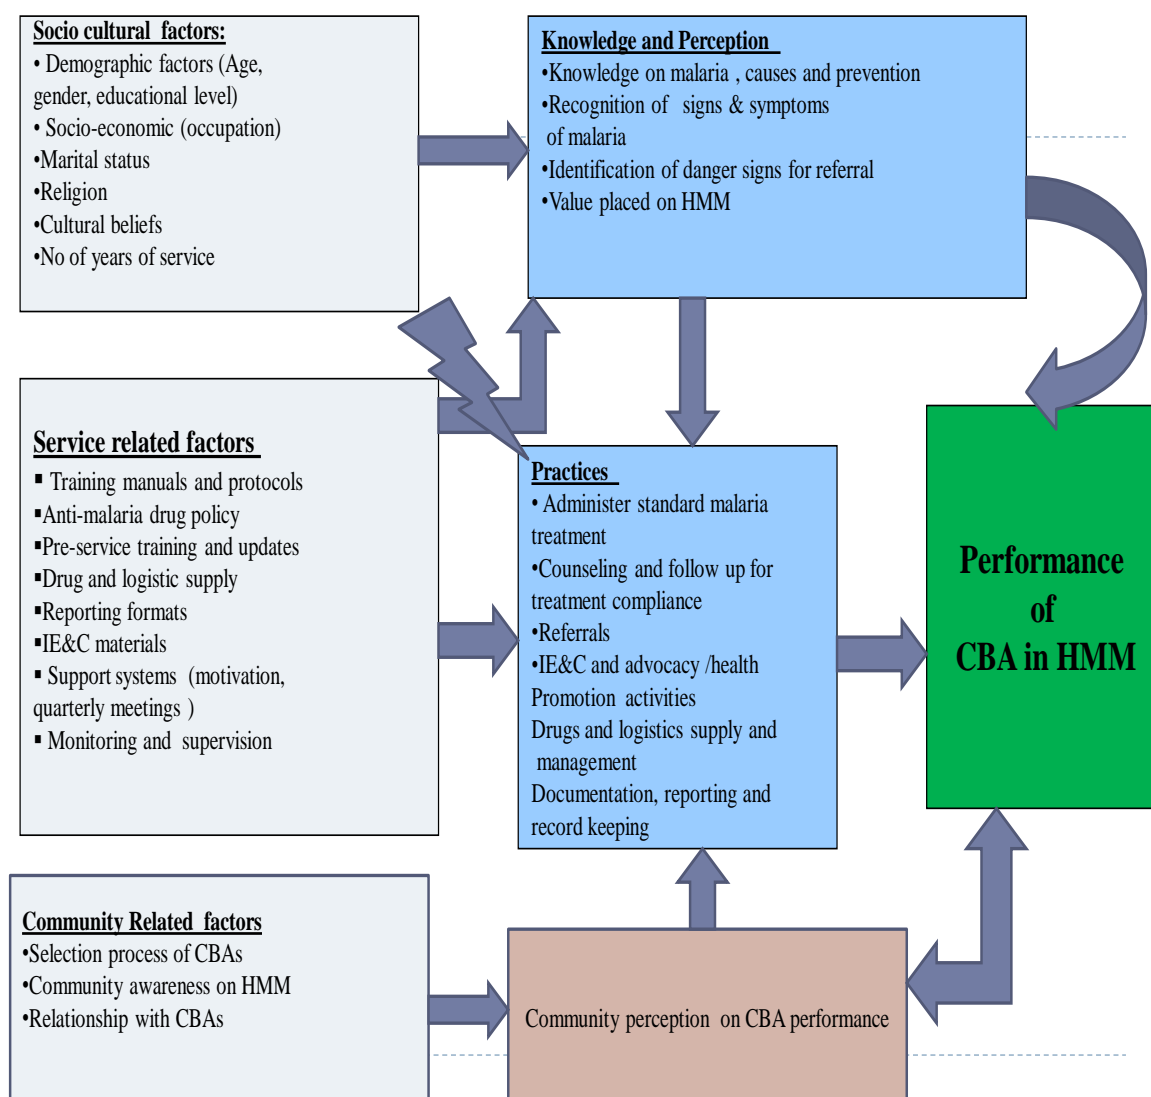 Socio cultural factors:
• Demographic factors (Age,
gender, educational level)
• Socio-economic (occupation)
•Marital status
•Religion
•Cultural beliefs
•No of years of service
Knowledge and Perception
•Knowledge on malaria , causes and prevention
•Recognition of signs & symptoms
of malaria
•Identification of danger signs for referral
•Value placed on HMM
Service related factors
▪ Training manuals and protocols
▪Anti-malaria drug policy
▪Pre-service training and updates
▪Drug and logistic supply
▪Reporting formats
▪IE&C materials
▪ Support systems (motivation,
quarterly meetings )
▪ Monitoring and supervision
Practices
• Administer standard malaria
treatment
•Counseling and follow up for
treatment compliance
•Referrals
•IE&C and advocacy /health
Promotion activities
Drugs and logistics supply and
management
Documentation, reporting and
record keeping
Performance
of
CBA in HMM
Community Related factors
•Selection process of CBAs
•Community awareness on HMM
•Relationship with CBAs
Community perception on CBA performance